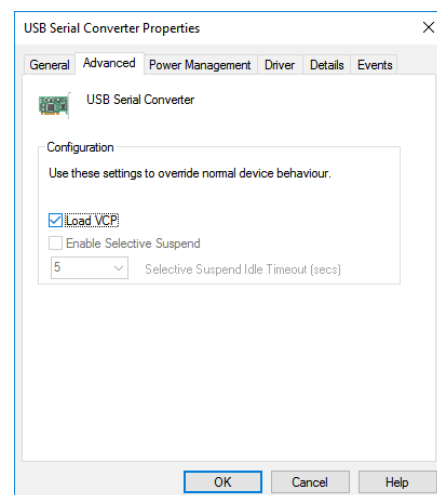 USB Serial Converter Properties
General Advanced Power Management Driver Details Events
USB Serial Converter
Configuration
Use these settings to override normal device behaviour.
Load VCP
Enable Selective Suspend
5 Selective Suspend Idle Timeout (secs)
OK Cancel Help